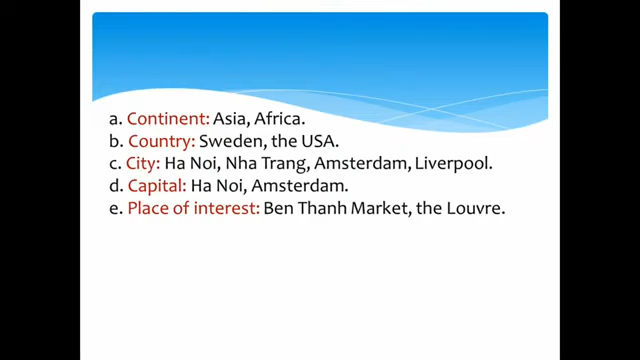 a. Continent: Asia, Africa.
b. Country: Sweden, the USA.
c. City: Ha Noi, Nha Trang, Amsterdam, Liverpool.
d. Capital: Ha Noi, Amsterdam.
e. Place of interest: Ben Thanh Market, the Louvre.